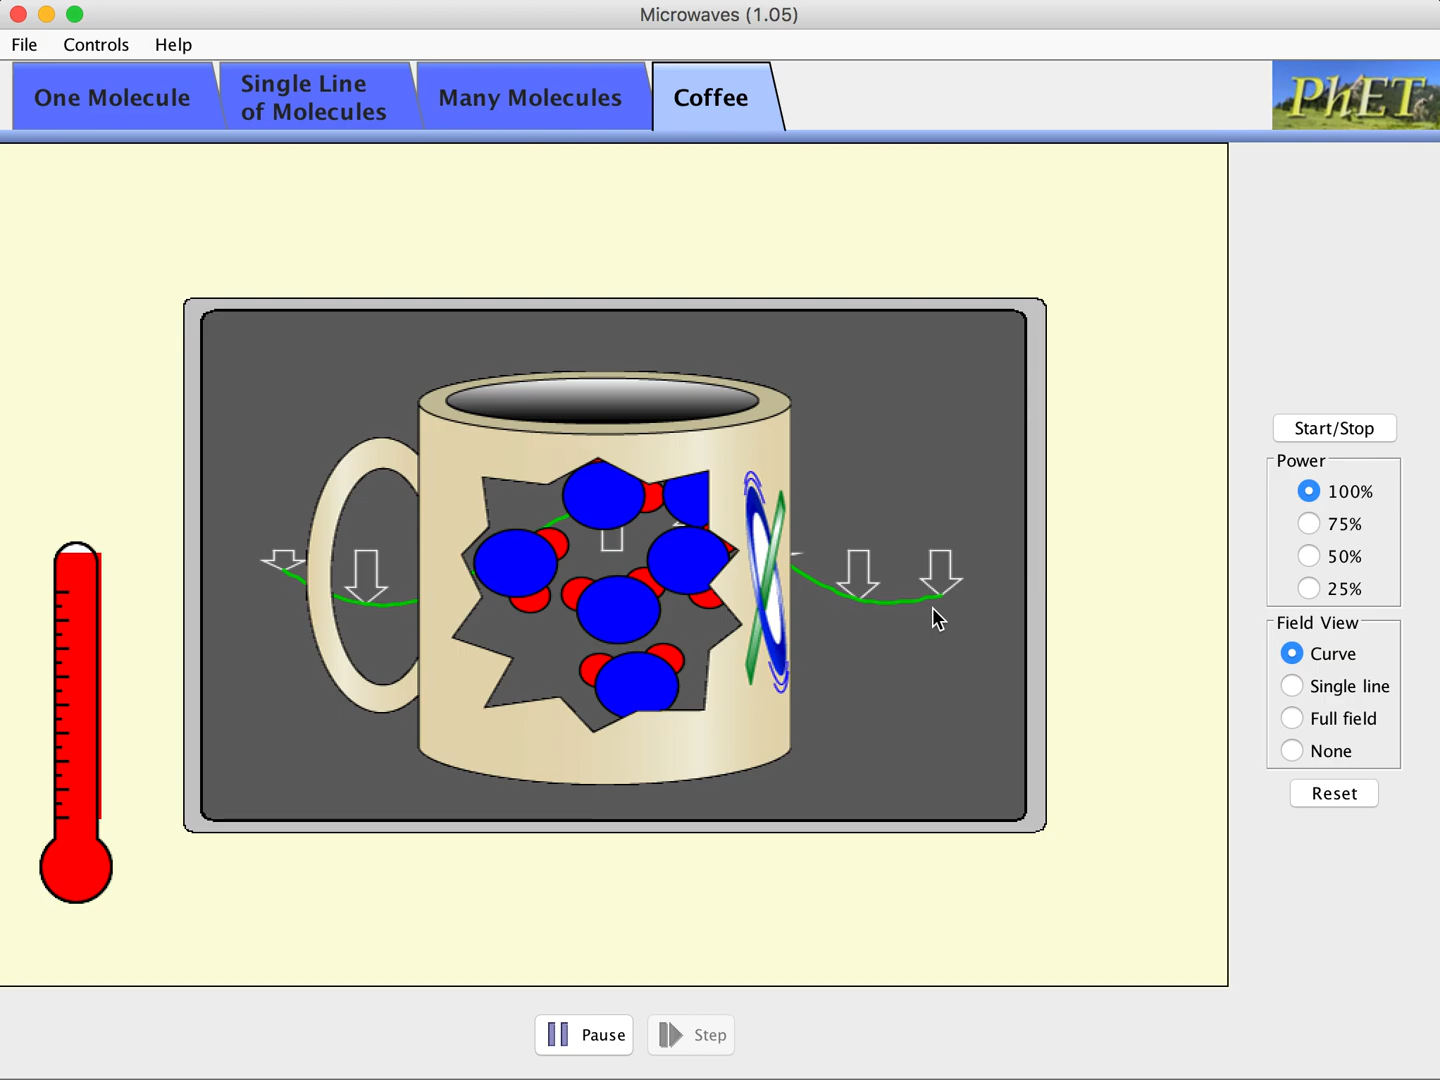 Microwaves (1.05)
File Controls Help
One Molecule
Single Line
of Molecules
Many Molecules
Coffee
PhET
Start/Stop
Power
100%
75%
50%
25%
Field View
Curve
Single line
Full field
None
Reset
Pause
Step